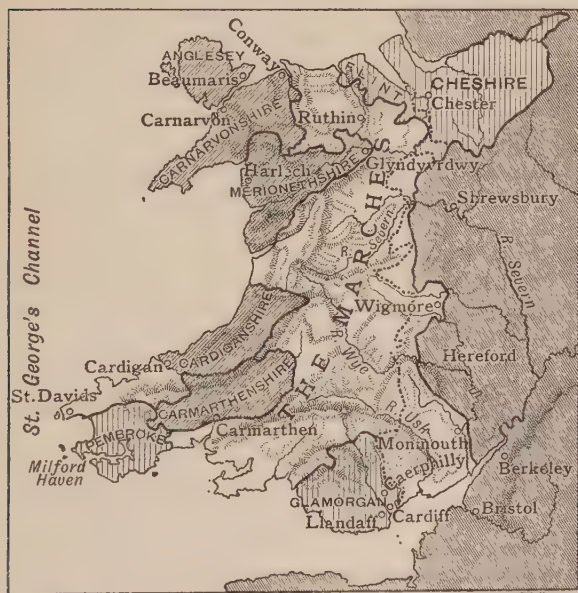 ANGLESEY
Beaumaris
Conway
FLINT
CHESHIRE
Chester
Carnarvon
CARNARVONSHIRE
Ruthin
Harlech
MERIONETHSHIRE
Glyndyvrdwy
Shrewsbury
R. Severn
R. Severn
THE MARCHES
St. George's Channel
Wigmore
CARDIGANSHIRE
R. Wye
Hereford
Cardigan
St. Davids
CARMARTHENSHIRE
R. Usk
PEMBROKE
Carmarthen
Monmouth
Milford
Haven
Caerphilly
Berkeley
GLAMORGAN
Llandaff
Cardiff
Bristol